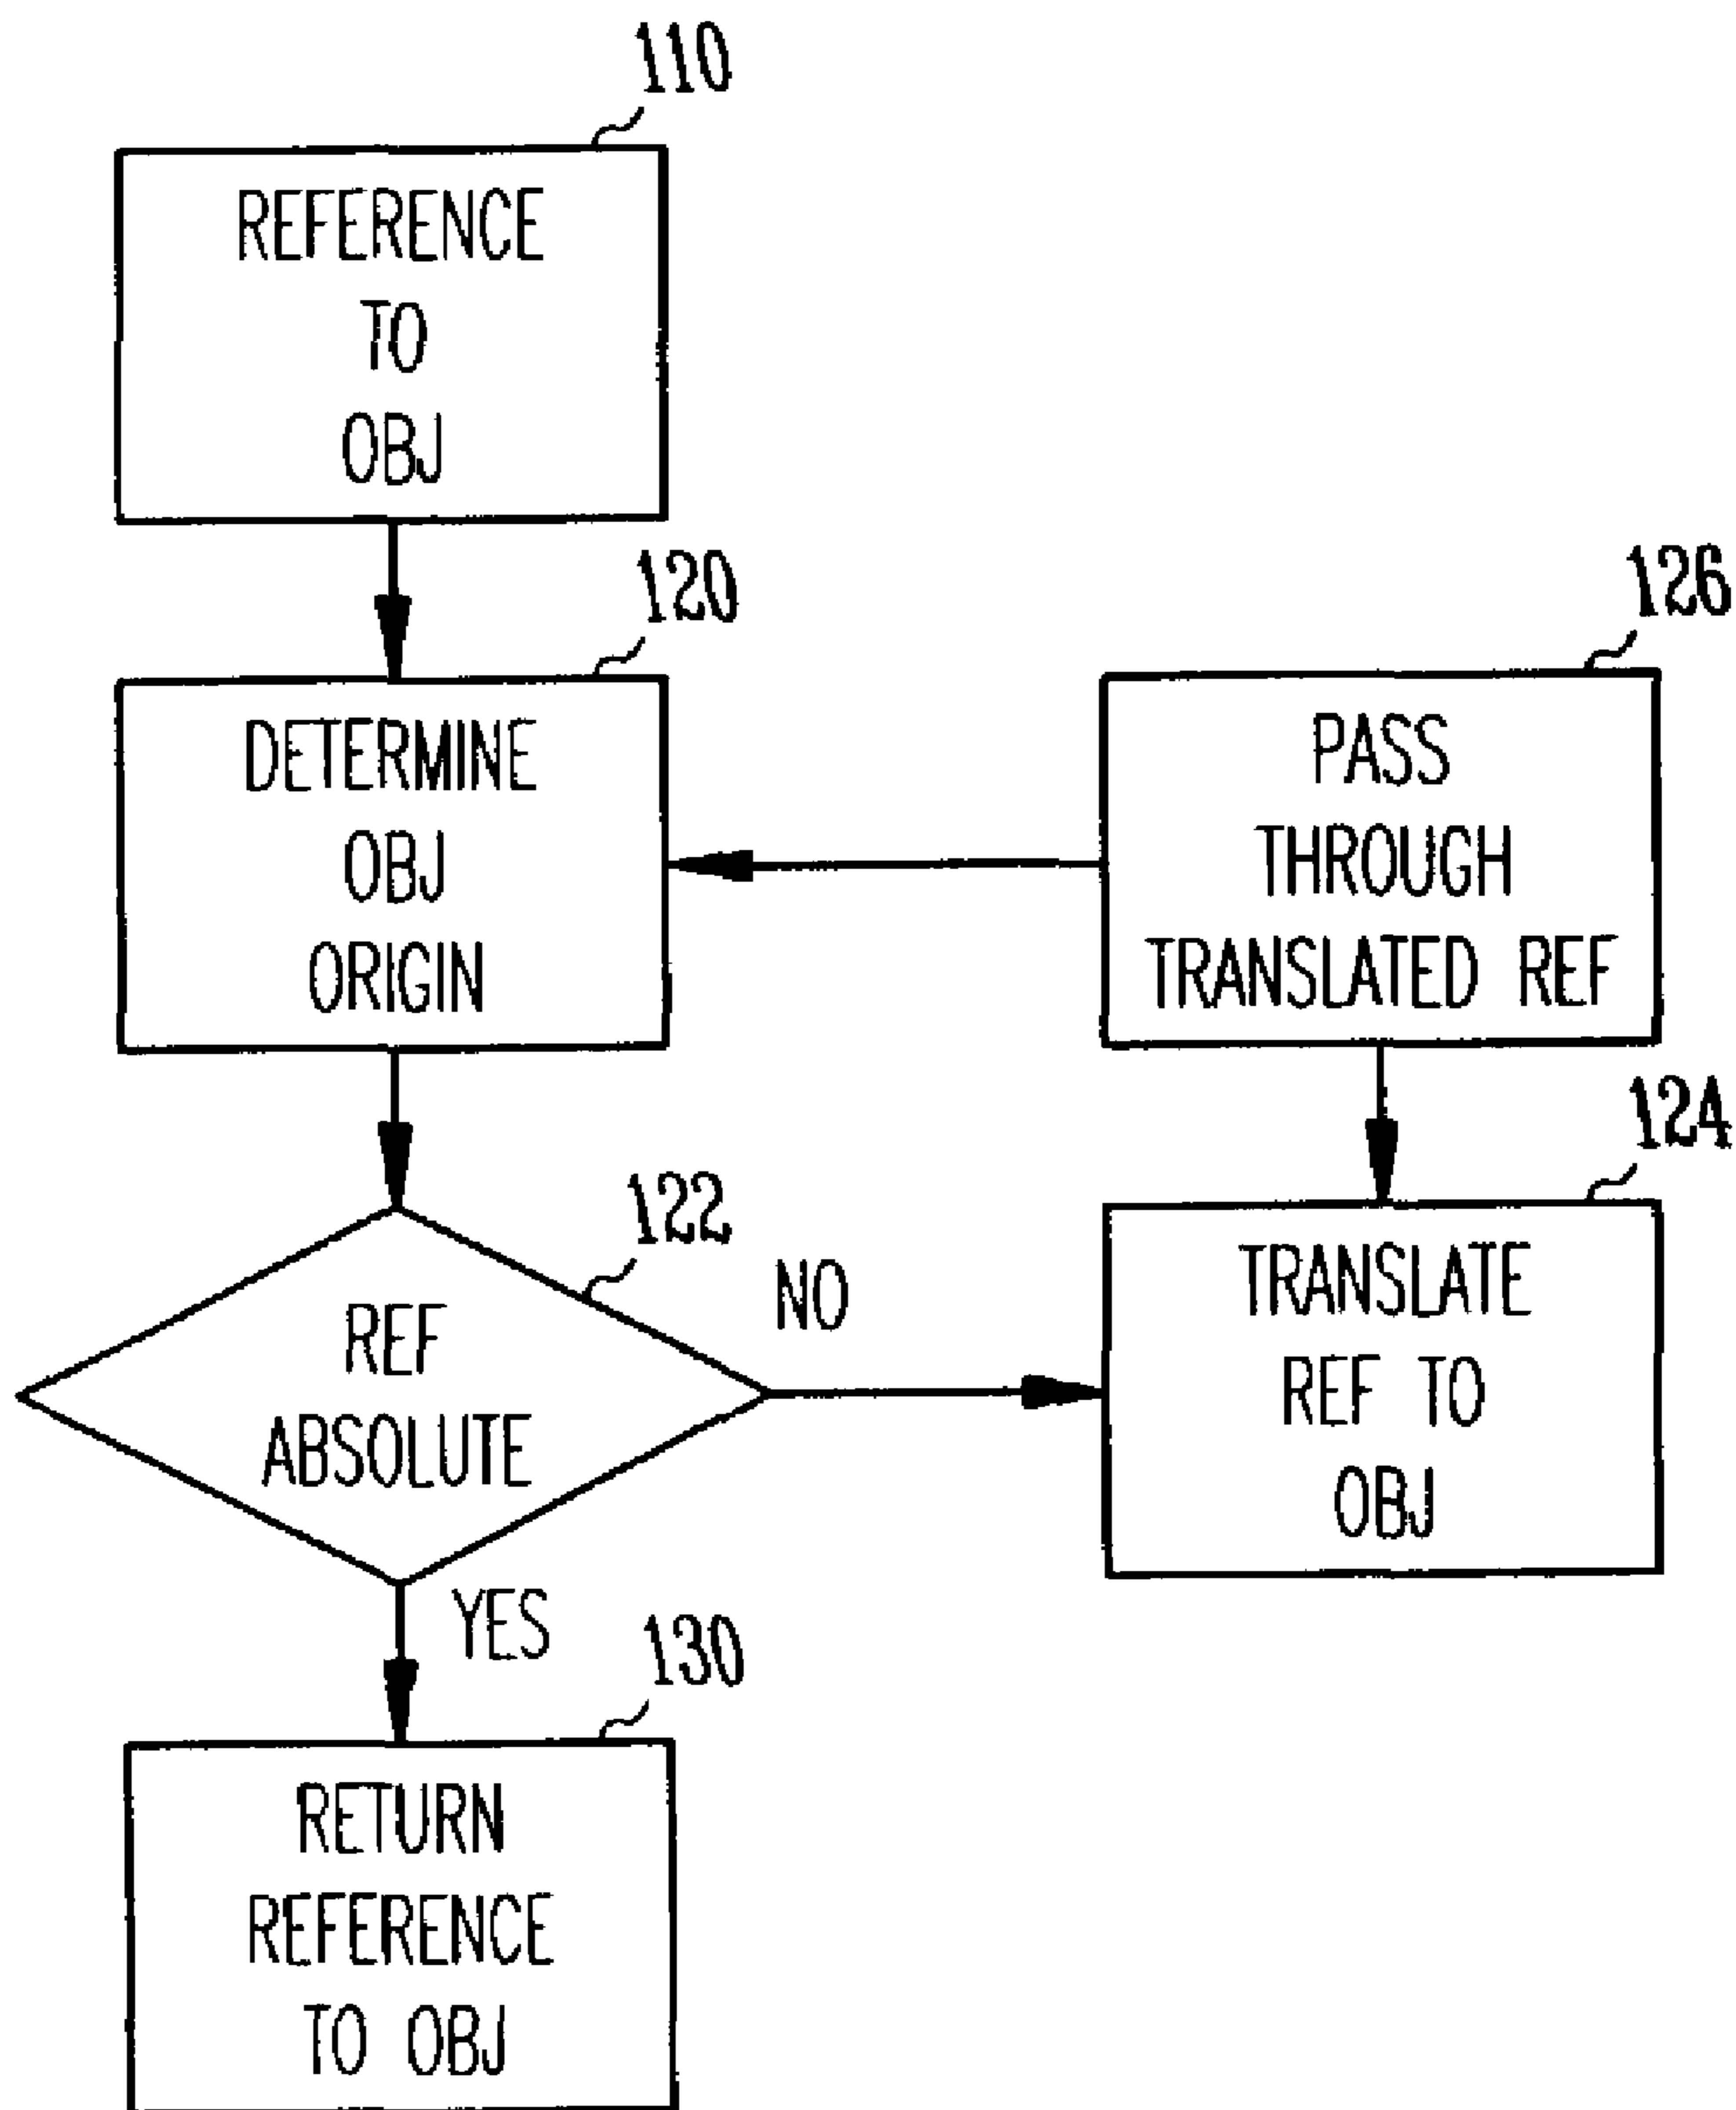 110
REFERENCE
TO
OBJ
120
DETERMINE
OBJ
ORIGIN
126
PASS
THROUGH
TRANSLATED REF
122
REF
ABSOLUTE
NO
124
TRANSLATE
REF TO
OBJ
YES
130
RETURN
REFERENCE
TO OBJ